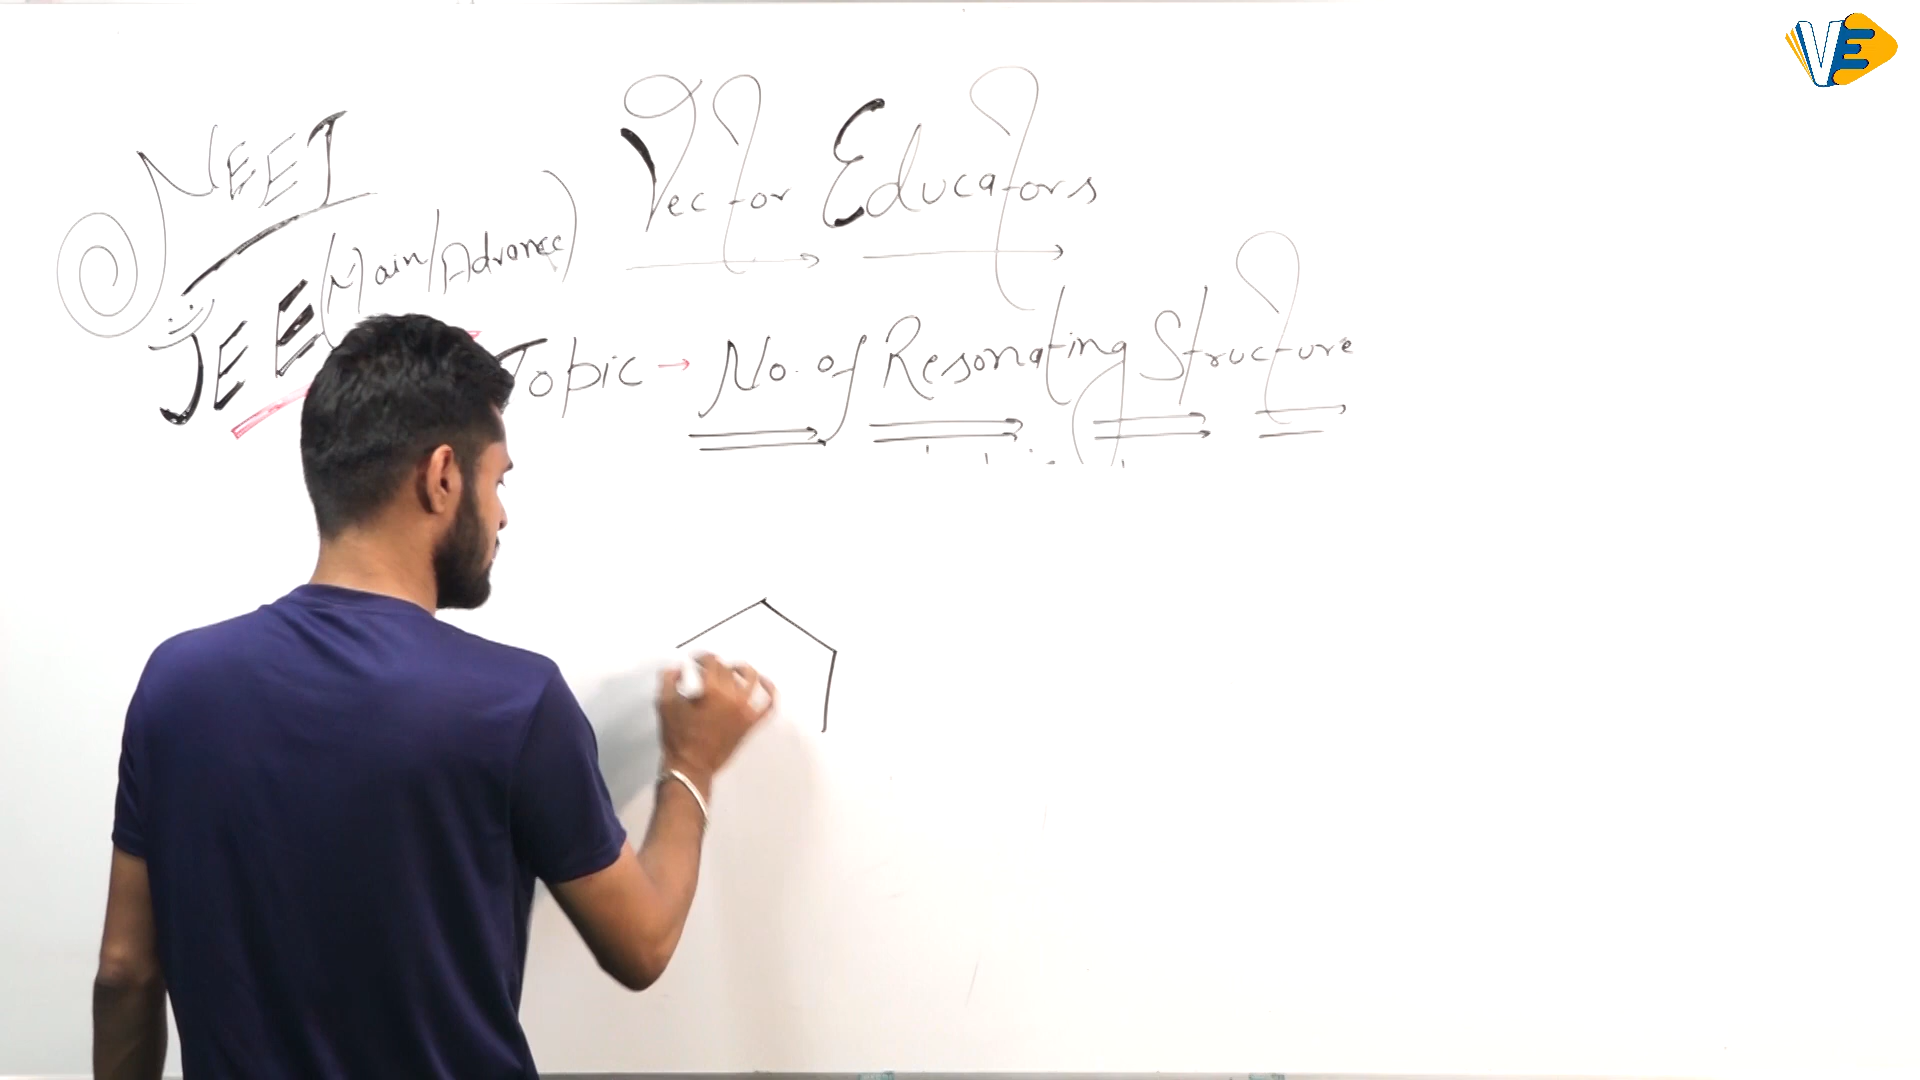 NEET
JEE (Main/Advance)
Vector Educators
Topic → No. of Resonating Structure
VE